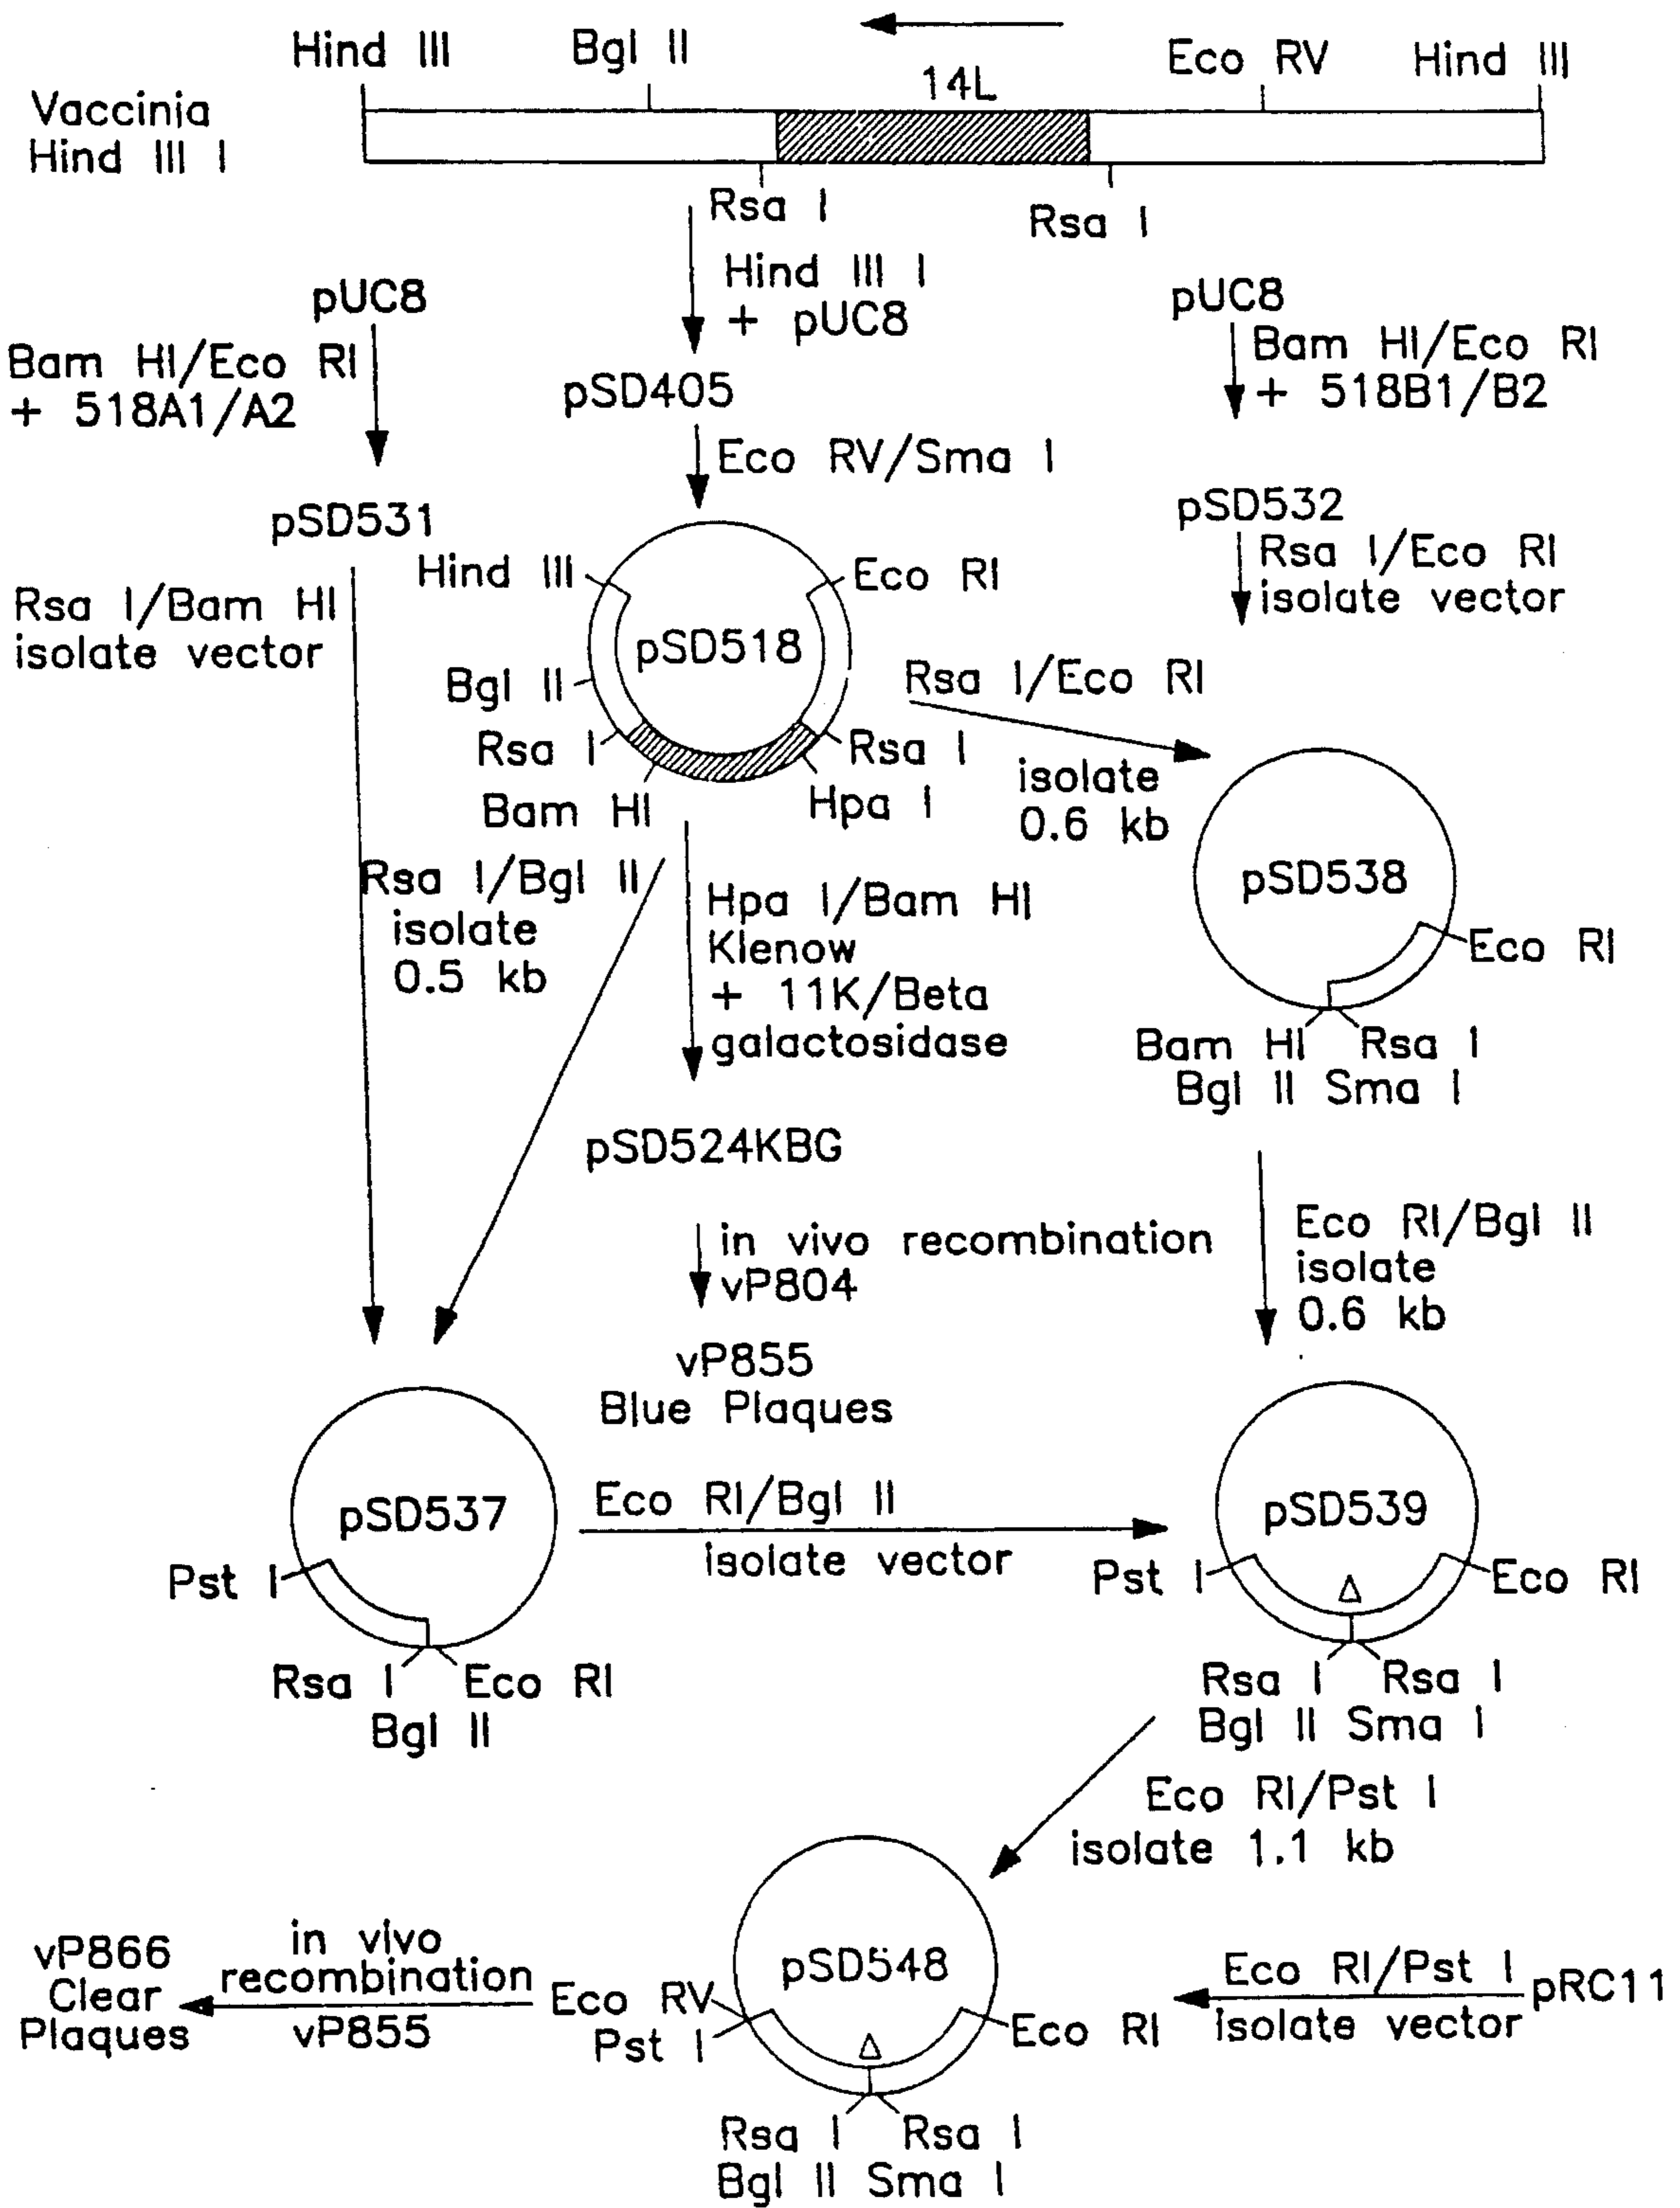 Hind III
Bgl II
14L
Eco RV
Hind III
Vaccinia
Hind III I
Rsa I
Rsa I
Hind III I
+ pUC8
pUC8
Bam HI/Eco RI
+ 518A1/A2
pSD405
pUC8
Bam HI/Eco RI
+ 518B1/B2
Eco RV/Sma I
pSD531
pSD532
Rsa I/Bam HI
isolate vector
Rsa I/Eco RI
isolate vector
Hind III
Eco RI
pSD518
Bgl II
Rsa I
Bam HI
Rsa I
Hpa I
Rsa I/Eco RI
isolate
0.6 kb
Rsa I/Bgl II
isolate
0.5 kb
Hpa I/Bam HI
Klenow
+ 11K/Beta
galactosidase
pSD538
Eco RI
Bam HI Rsa I
Bgl II Sma I
pSD524KBG
in vivo recombination
vP804
Eco RI/Bgl II
isolate
0.6 kb
vP855
Blue Plaques
pSD537
Pst I
Rsa I Eco RI
Bgl II
Eco RI/Bgl II
isolate vector
pSD539
Pst I
Δ
Eco RI
Rsa I Rsa I
Bgl II Sma I
Eco RI/Pst I
isolate 1.1 kb
vP866
Clear
Plaques
in vivo
recombination
vP855
pSD548
Eco RV
Pst I
Δ
Eco RI
Rsa I Rsa I
Bgl II Sma I
Eco RI/Pst I
isolate vector
pRC11